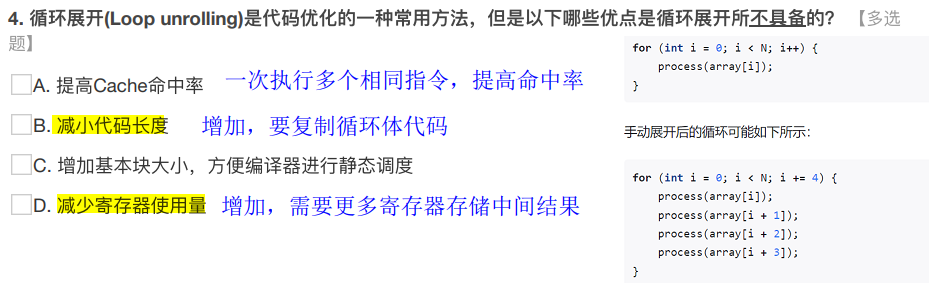 4. 循环展开(Loop unrolling)是代码优化的一种常用方法，但是以下哪些优点是循环展开所不具备的? 【多选
题】
A. 提高Cache命中率 一次执行多个相同指令，提高命中率
B. 减小代码长度 增加，要复制循环体代码
C. 增加基本块大小，方便编译器进行静态调度
D. 减少寄存器使用量 增加，需要更多寄存器存储中间结果
for (int i = 0; i < N; i++) {
process(array[i]);
}
手动展开后的循环可能如下所示:
for (int i = 0; i < N; i += 4) {
process(array[i]);
process(array[i + 1]);
process(array[i + 2]);
process(array[i + 3]);
}